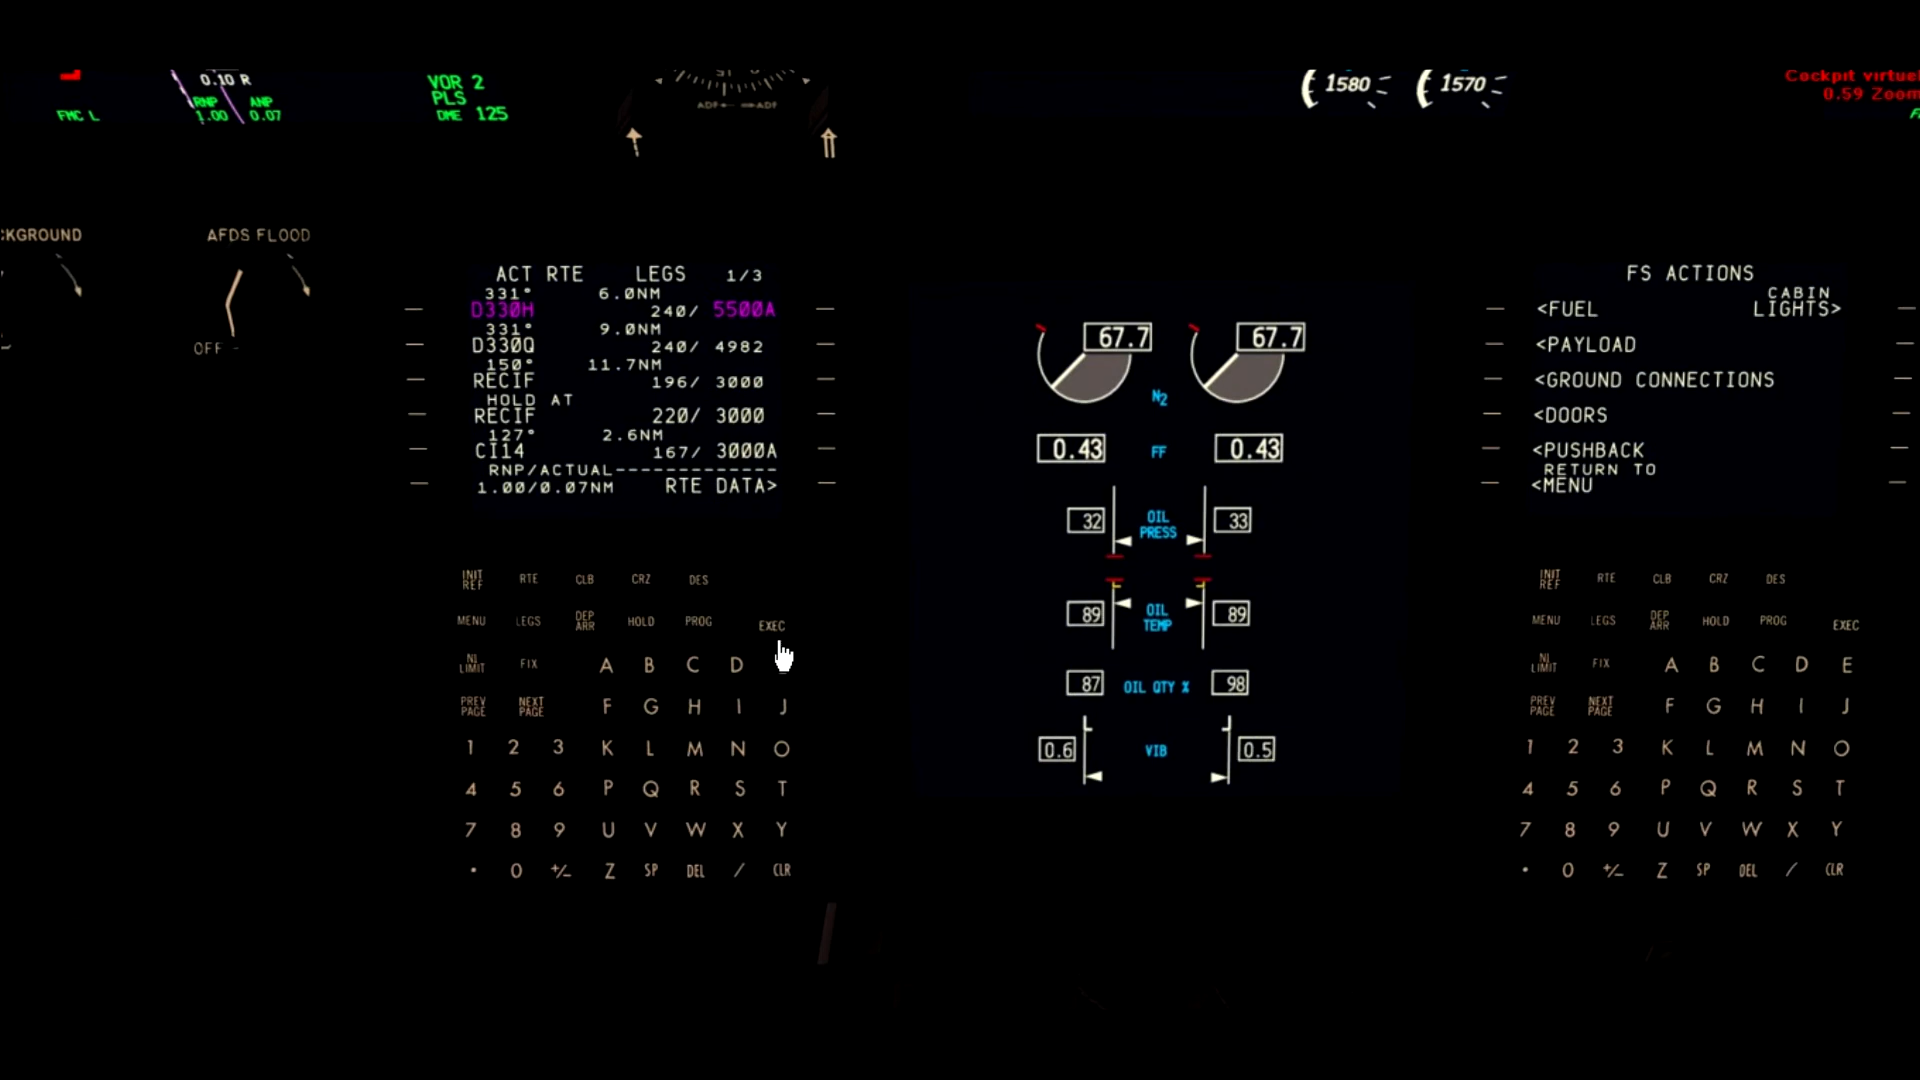 0.10 R
RNP ANP
1.00 0.07
FMC L
VOR 2
PLS
DME 125
ADF ADF
1580 1570
Cockpit virtuel
0.59 Zoom
KGROUND
AFDS FLOOD
OFF
ACT RTE LEGS 1/3
331° 6.0NM
D330H 240/ 5500A
331° 9.0NM
D330Q 240/ 4982
150° 11.7NM
RECIF 196/ 3000
HOLD AT
RECIF 220/ 3000
127° 2.6NM
CI14 167/ 3000A
RNP/ACTUAL-------------
1.00/0.07NM RTE DATA>
INIT REF RTE CLB CRZ DES
MENU LEGS DEP ARR HOLD PROG EXEC
N1 LIMIT FIX A B C D
PREV PAGE NEXT PAGE F G H I J
1 2 3 K L M N O
4 5 6 P Q R S T
7 8 9 U V W X Y
. 0 +/- Z SP DEL / CLR
67.7 67.7
N2
0.43 FF 0.43
32 OIL PRESS 33
89 OIL TEMP 89
87 OIL QTY % 98
0.6 VIB 0.5
FS ACTIONS
CABIN
<FUEL LIGHTS>
<PAYLOAD
<GROUND CONNECTIONS
<DOORS
<PUSHBACK
RETURN TO
<MENU
INIT REF RTE CLB CRZ DES
MENU LEGS DEP ARR HOLD PROG EXEC
N1 LIMIT FIX A B C D E
PREV PAGE NEXT PAGE F G H I J
1 2 3 K L M N O
4 5 6 P Q R S T
7 8 9 U V W X Y
. 0 +/- Z SP DEL / CLR